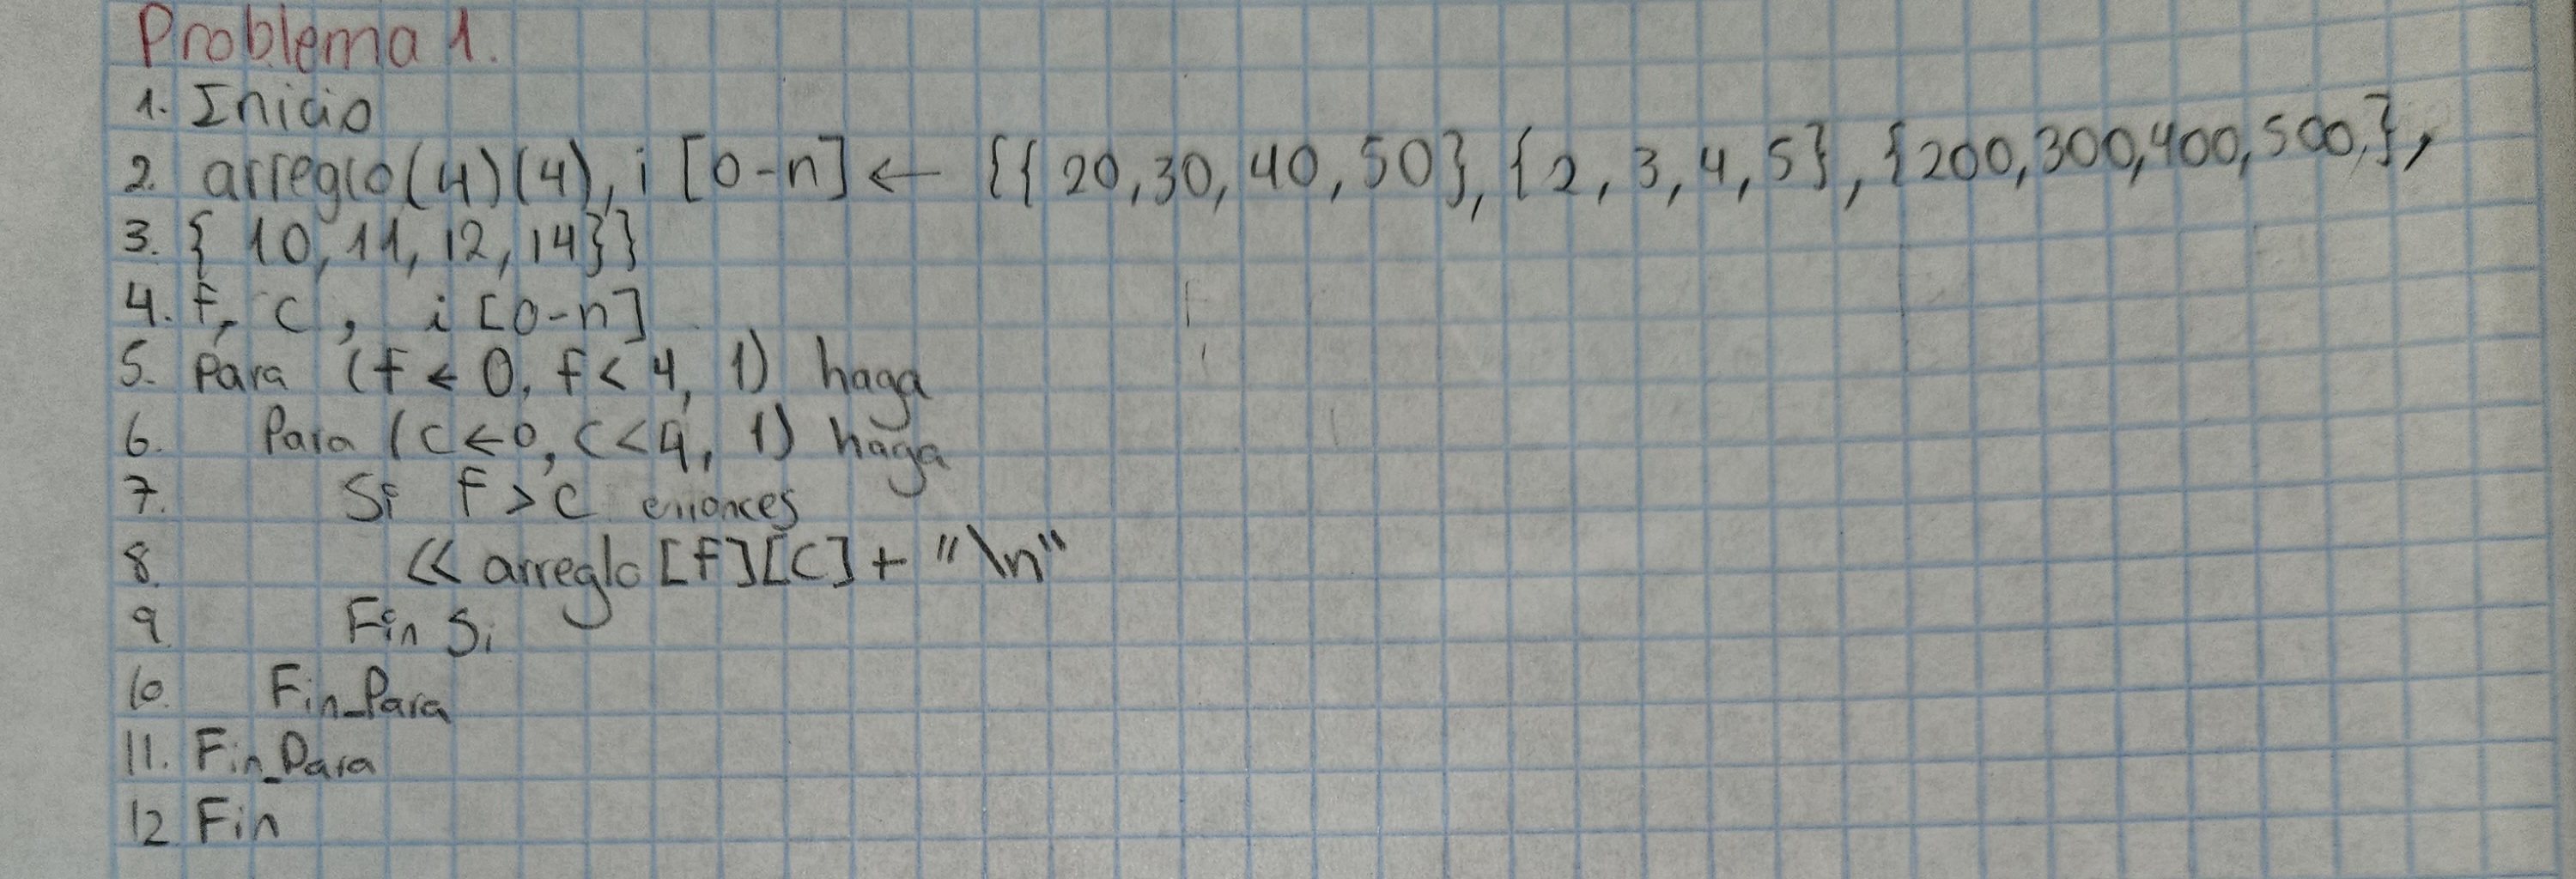 Problema 1.
1. Inicio
2. arreglo(4)(4), i [0-n] ← {{20,30,40,50},{2,3,4,5},{200,300,400,500,},
3. {10,11,12,14}}
4. f, c, i [0-n]
5. Para (f ← 0, f < 4, 1) haga
6. Para (c ← 0, c < 4, 1) haga
7. Si f > c entonces
8. << arreglo[f][c] + "\n"
9. Fin Si
10. Fin_Para
11. Fin_Para
12 Fin